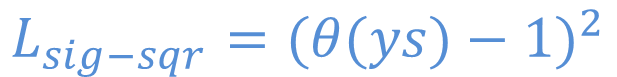 L_{sig-sqr} = (θ(ys) − 1)²